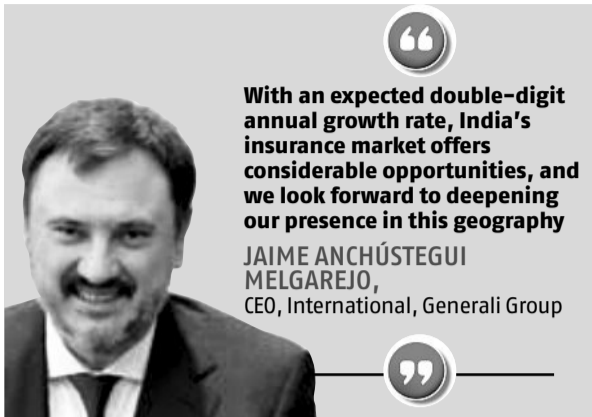 With an expected double-digit
annual growth rate, India's
insurance market offers
considerable opportunities, and
we look forward to deepening
our presence in this geography
JAIME ANCHÚSTEGUI
MELGAREJO,
CEO, International, Generali Group